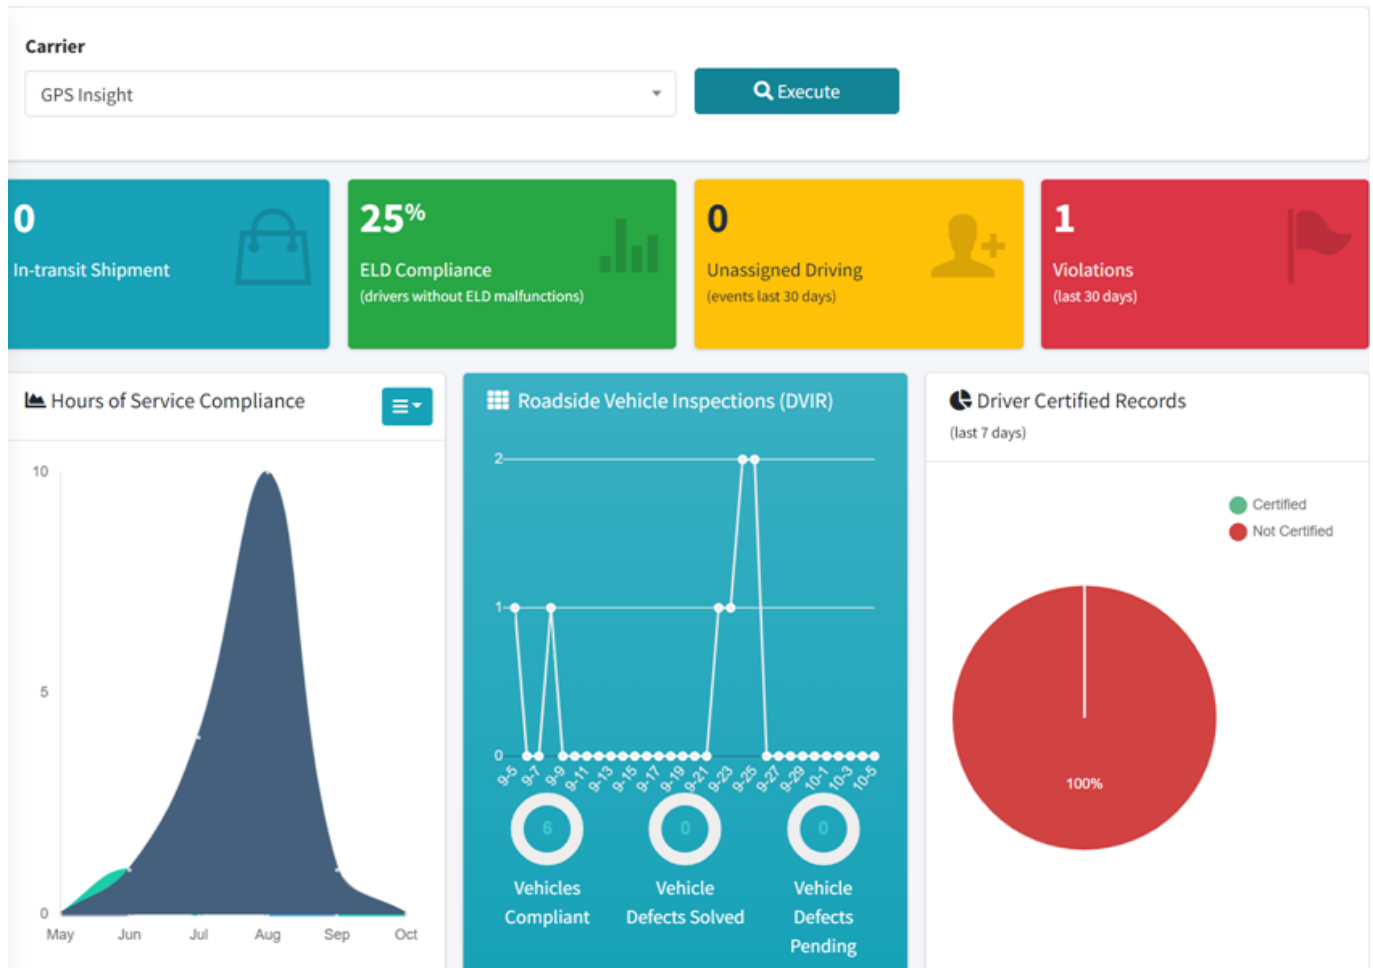 Carrier
GPS Insight
Execute
0
In-transit Shipment
25%
ELD Compliance
(drivers without ELD malfunctions)
0
Unassigned Driving
(events last 30 days)
1
Violations
(last 30 days)
Hours of Service Compliance
10
5
0
May Jun Jul Aug Sep Oct
Roadside Vehicle Inspections (DVIR)
2
1
0
9-5 9-7 9-9 9-11 9-13 9-15 9-17 9-19 9-21 9-23 9-25 9-27 9-29 10-1 10-3 10-5
6 0 0
Vehicles
Compliant
Vehicle
Defects Solved
Vehicle
Defects
Pending
Driver Certified Records
(last 7 days)
Certified
Not Certified
100%